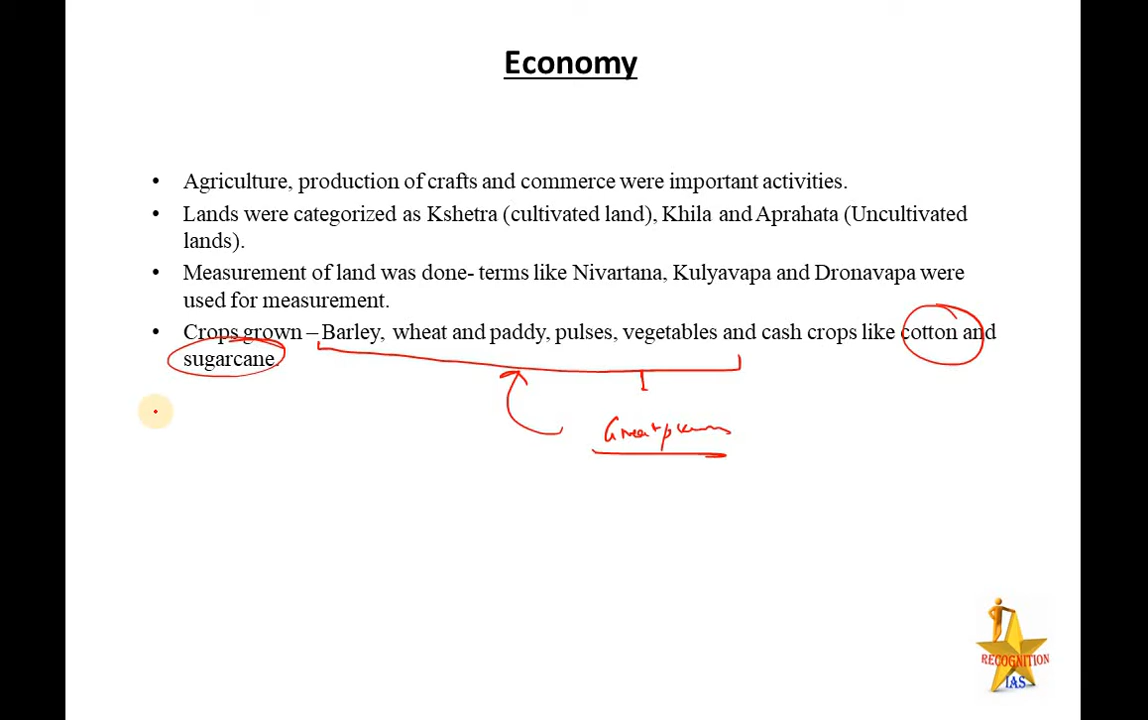 Economy
• Agriculture, production of crafts and commerce were important activities.
• Lands were categorized as Kshetra (cultivated land), Khila and Aprahata (Uncultivated
lands).
• Measurement of land was done- terms like Nivartana, Kulyavapa and Dronavapa were
used for measurement.
• Crops grown – Barley, wheat and paddy, pulses, vegetables and cash crops like cotton and
sugarcane.
Great plains
RECOGNITION
IAS